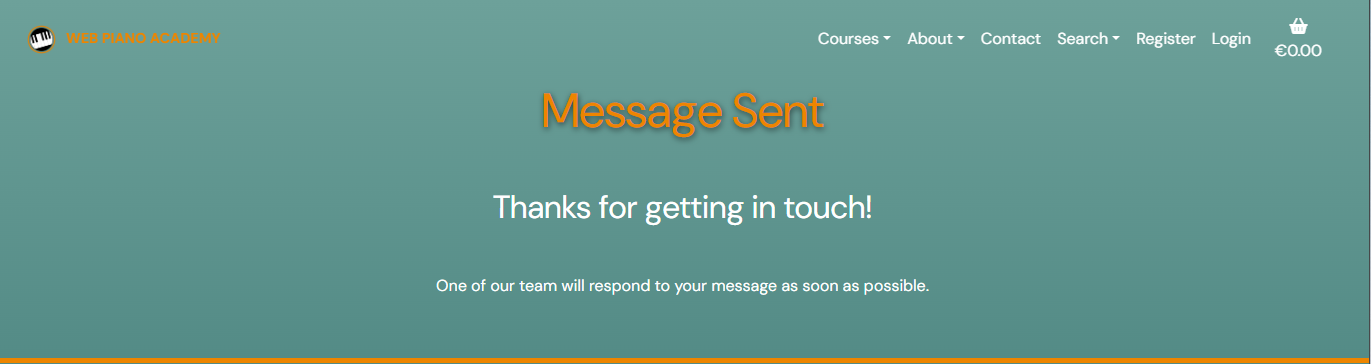 WEB PIANO ACADEMY
Courses About Contact Search Register Login €0.00
Message Sent
Thanks for getting in touch!
One of our team will respond to your message as soon as possible.